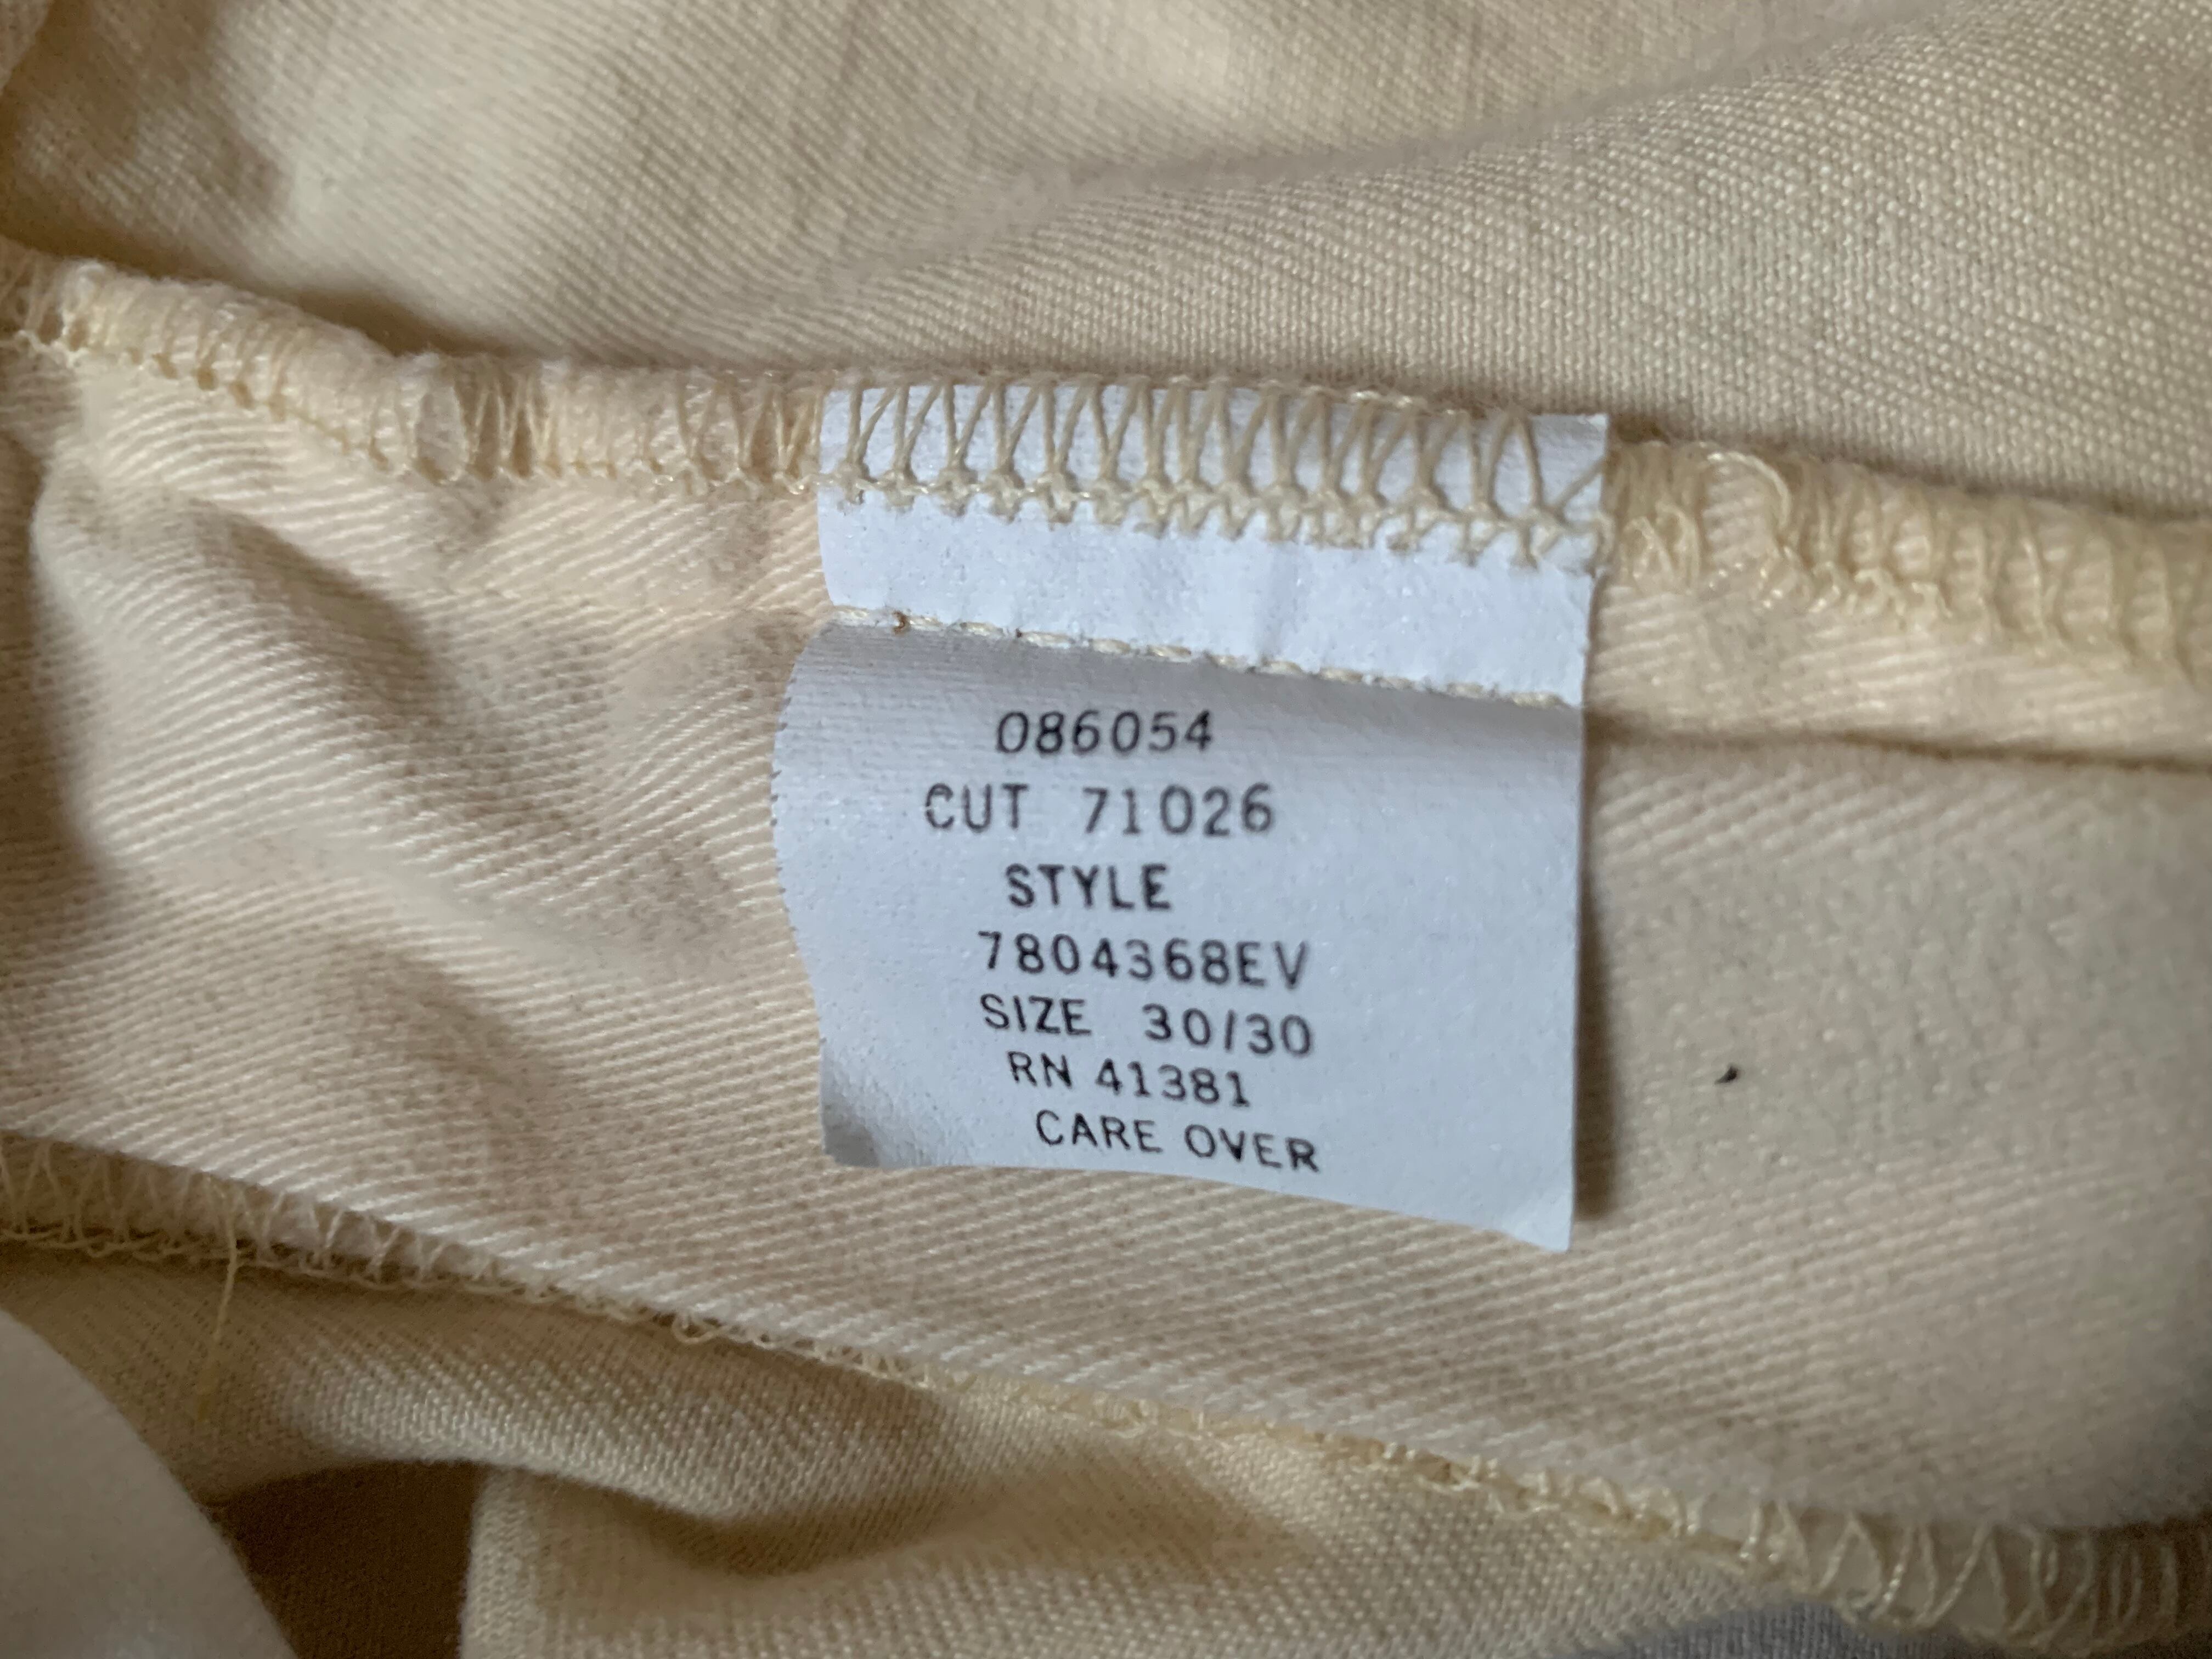 086054
CUT 71026
STYLE
7804368EV
SIZE 30/30
RN 41381
CARE OVER